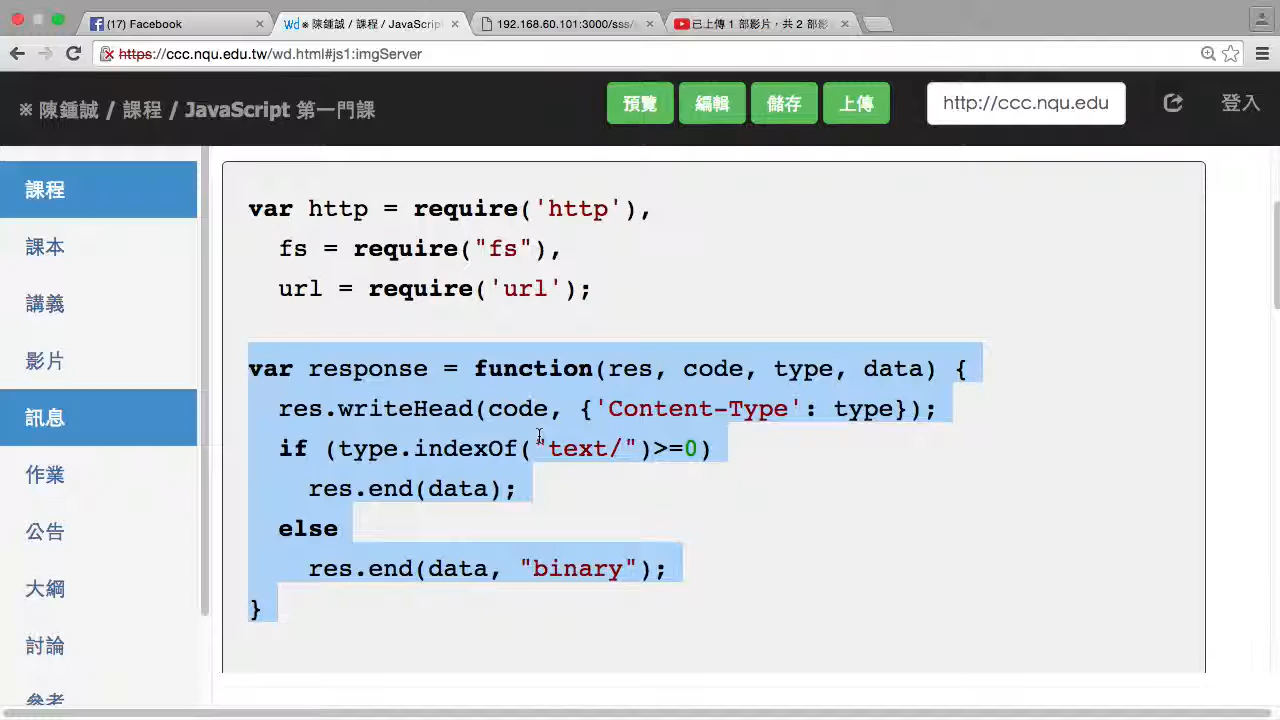 (17) Facebook
Wd※ 陳鍾誠 / 課程 / JavaScript
192.168.60.101:3000/sss/
已上傳 1 部影片，共 2 部影
https://ccc.nqu.edu.tw/wd.html#js1:imgServer
※ 陳鍾誠 / 課程 / JavaScript 第一門課
預覽
編輯
儲存
上傳
http://ccc.nqu.edu
登入
課程
課本
講義
影片
訊息
作業
公告
大綱
討論
參考
var http = require('http'),
  fs = require("fs"),
  url = require('url');
var response = function(res, code, type, data) {
  res.writeHead(code, {'Content-Type': type});
  if (type.indexOf("text/")>=0)
    res.end(data);
  else
    res.end(data, "binary");
}